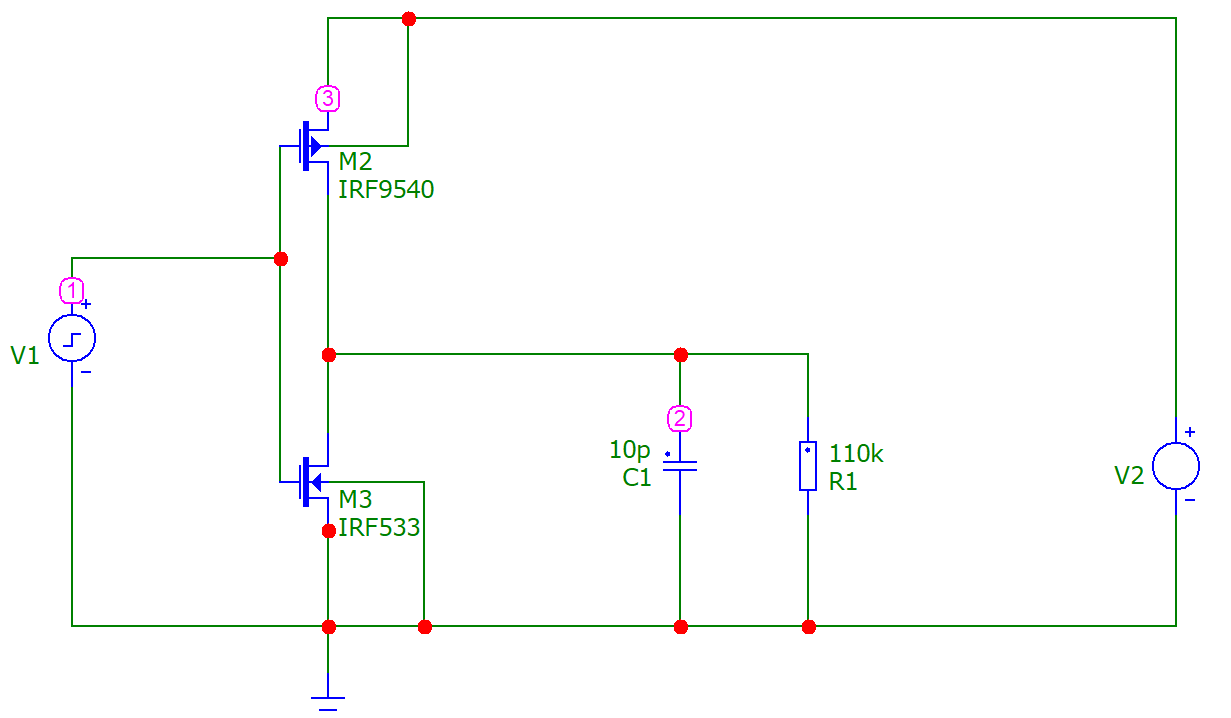 3
M2
IRF9540
1
+
V1
−
2
10p
C1
110k
R1
+
V2
−
M3
IRF533